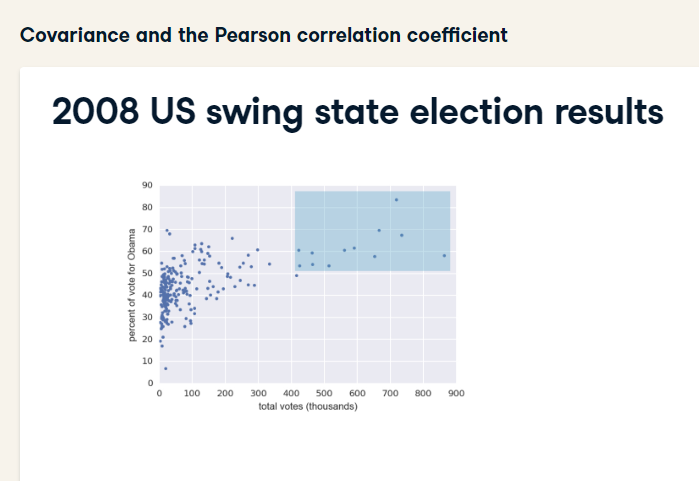 Covariance and the Pearson correlation coefficient
2008 US swing state election results
90
80
70
60
50
40
30
20
10
0
percent of vote for Obama
0 100 200 300 400 500 600 700 800 900
total votes (thousands)